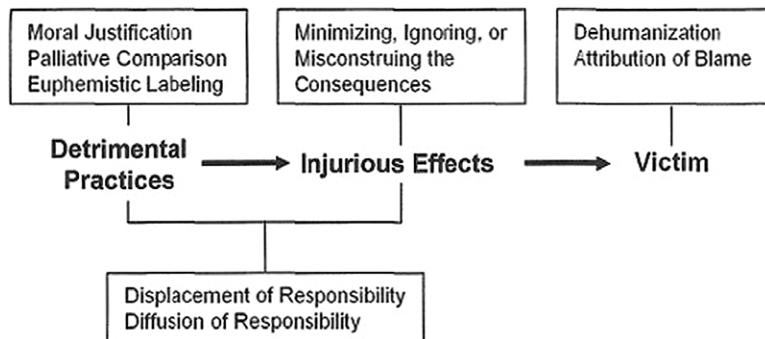 Moral Justification
Palliative Comparison
Euphemistic Labeling
Minimizing, Ignoring, or
Misconstruing the
Consequences
Dehumanization
Attribution of Blame
Detrimental
Practices
Injurious Effects
Victim
Displacement of Responsibility
Diffusion of Responsibility